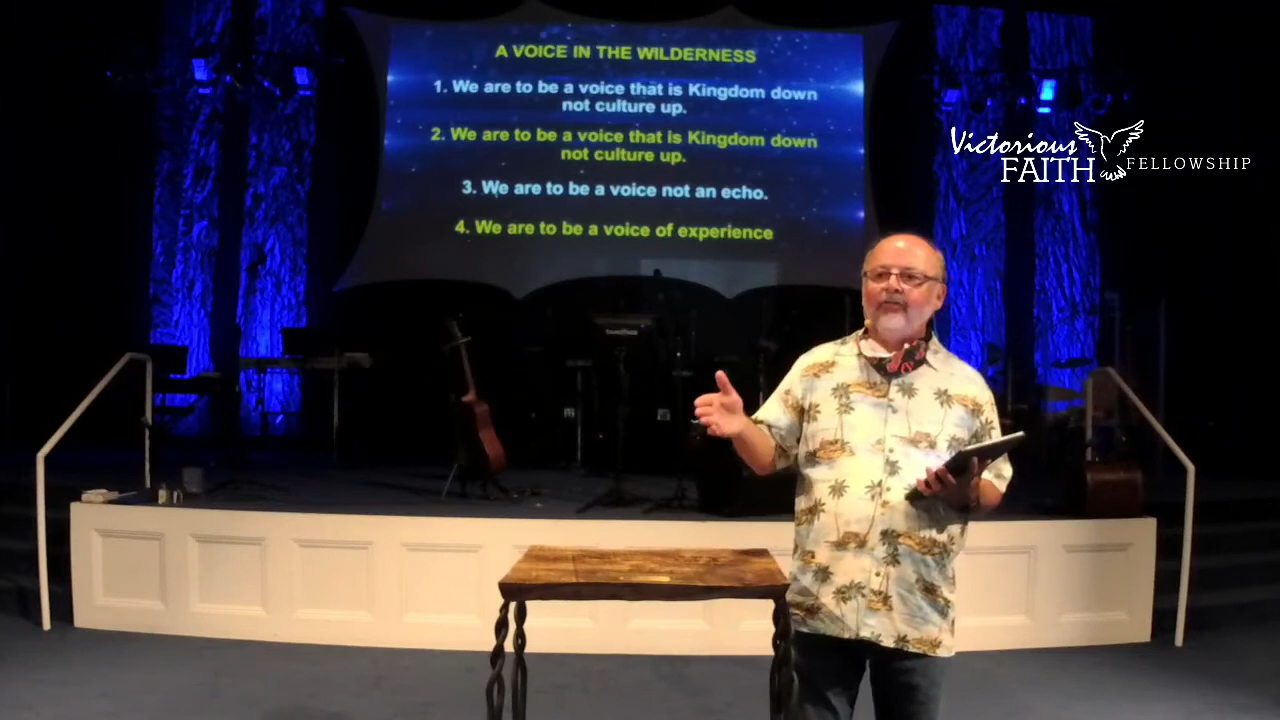 A VOICE IN THE WILDERNESS
1. We are to be a voice that is Kingdom down
not culture up.
2. We are to be a voice that is Kingdom down
not culture up.
3. We are to be a voice not an echo.
4. We are to be a voice of experience
Victorious
FAITH FELLOWSHIP